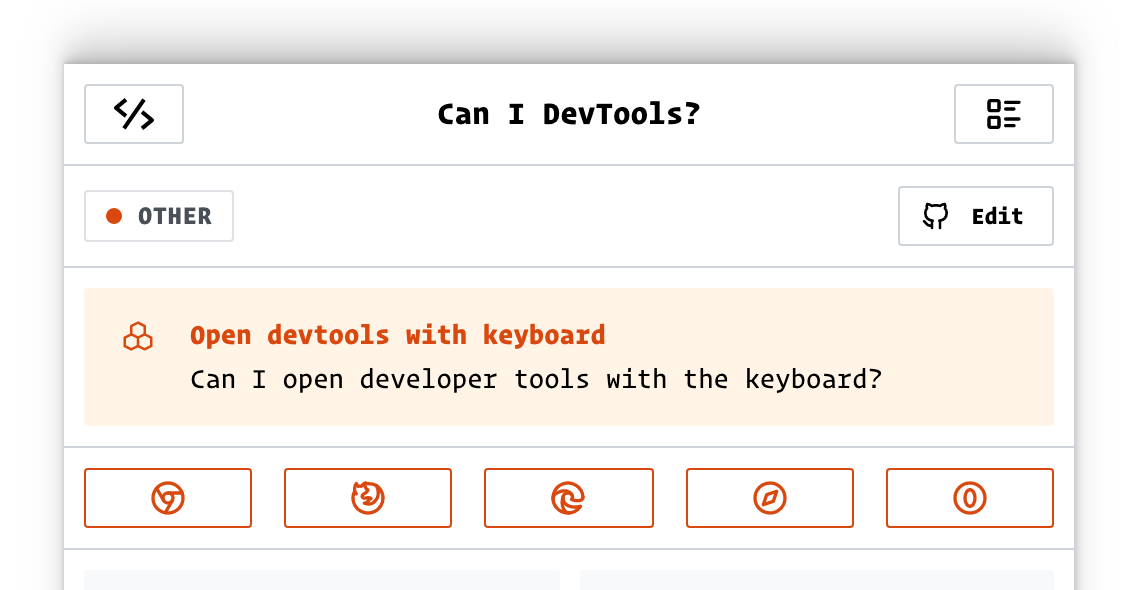 Can I DevTools?
OTHER
Edit
Open devtools with keyboard
Can I open developer tools with the keyboard?